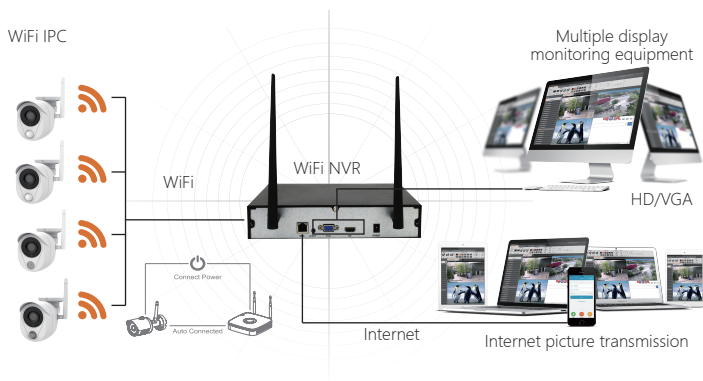 WiFi IPC
Multiple display
monitoring equipment
WiFi NVR
WiFi
HD/VGA
Connect Power
Auto Connected
Internet
Internet picture transmission